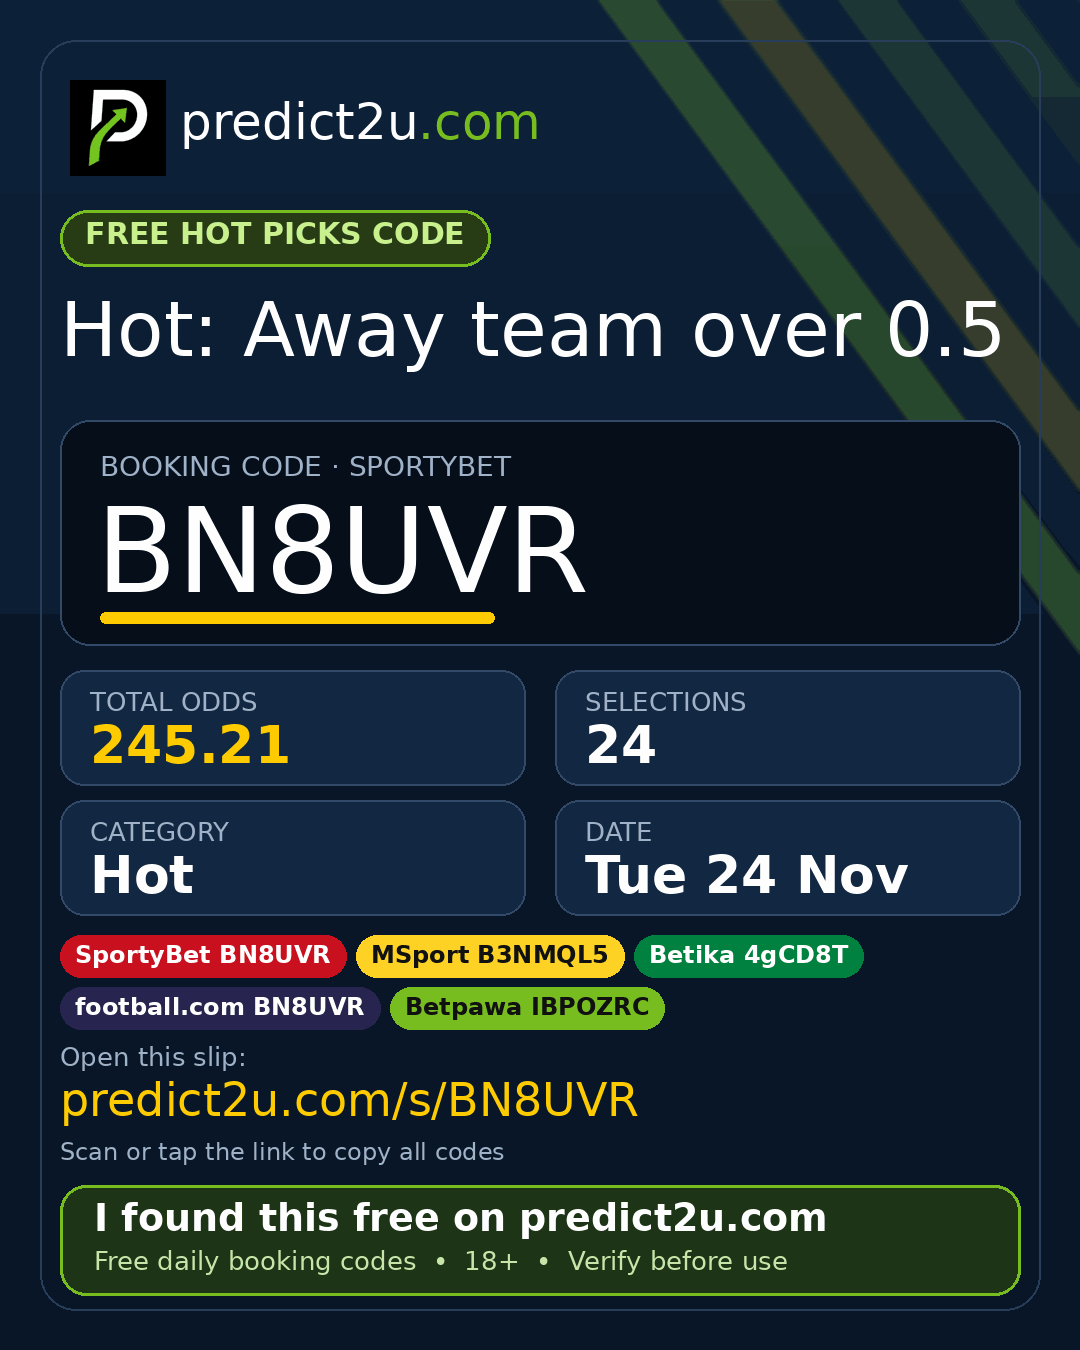 predict2u.com
FREE HOT PICKS CODE
Hot: Away team over 0.5
BOOKING CODE · SPORTYBET
BN8UVR
TOTAL ODDS
245.21
SELECTIONS
24
CATEGORY
Hot
DATE
Tue 24 Nov
SportyBet BN8UVR
MSport B3NMQL5
Betika 4gCD8T
football.com BN8UVR
Betpawa IBPOZRC
Open this slip:
predict2u.com/s/BN8UVR
Scan or tap the link to copy all codes
I found this free on predict2u.com
Free daily booking codes • 18+ • Verify before use